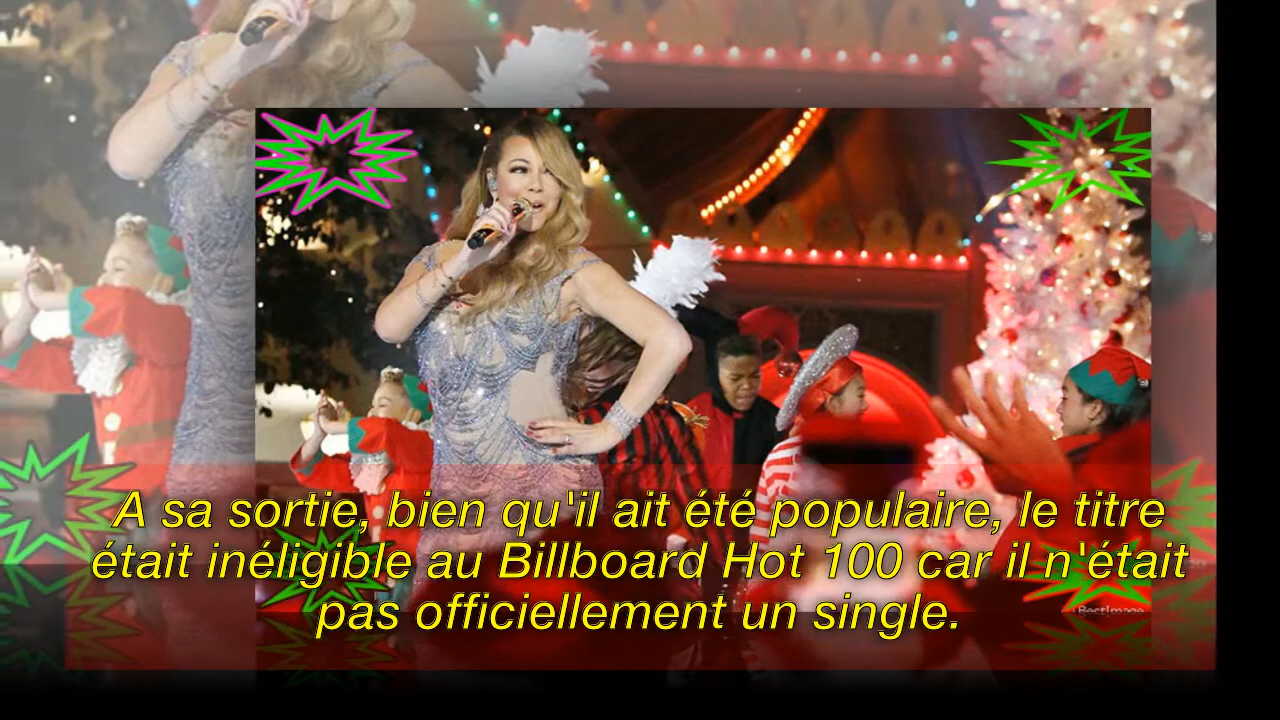 A sa sortie, bien qu'il ait été populaire, le titre
était inéligible au Billboard Hot 100 car il n'était
pas officiellement un single.
BestImage